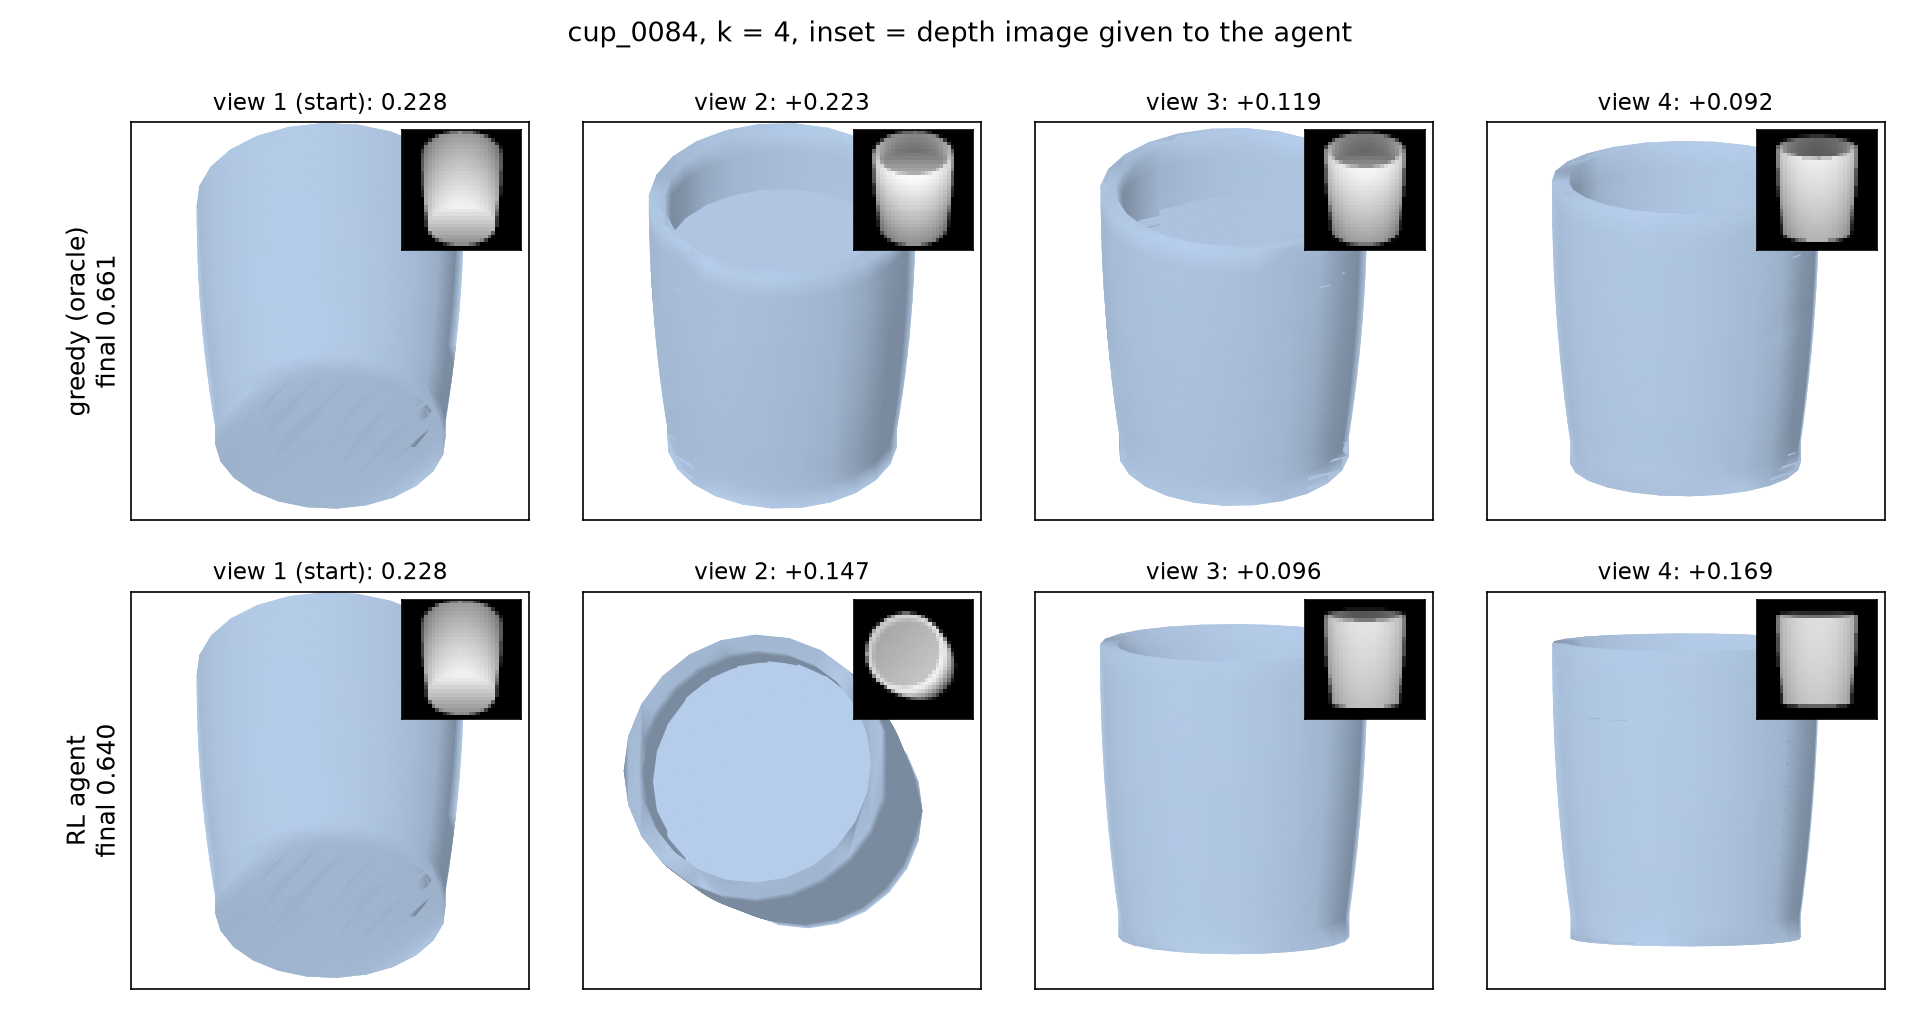 cup_0084, k = 4, inset = depth image given to the agent
view 1 (start): 0.228
view 2: +0.223
view 3: +0.119
view 4: +0.092
greedy (oracle)
final 0.661
view 1 (start): 0.228
view 2: +0.147
view 3: +0.096
view 4: +0.169
RL agent
final 0.640